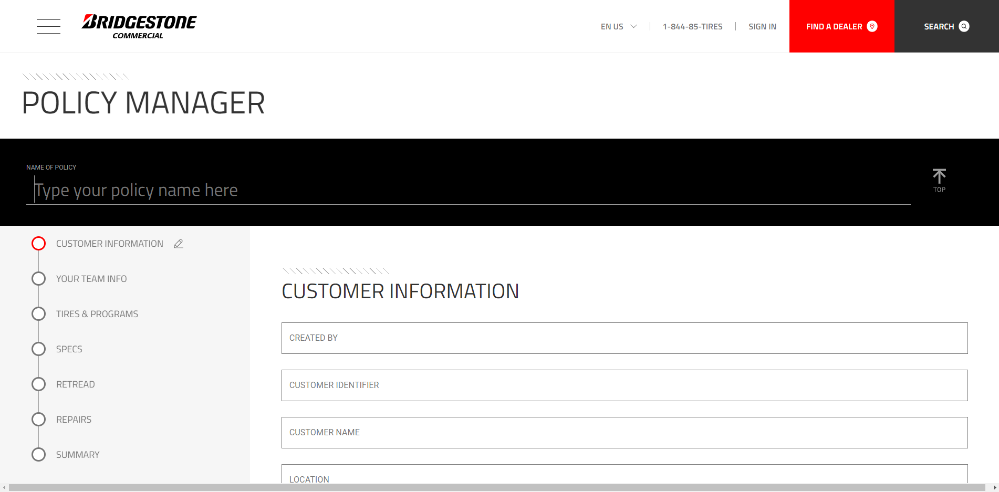 BRIDGESTONE
COMMERCIAL
EN US
1-844-85-TIRES
SIGN IN
FIND A DEALER
SEARCH
POLICY MANAGER
NAME OF POLICY
Type your policy name here
TOP
CUSTOMER INFORMATION
YOUR TEAM INFO
TIRES & PROGRAMS
SPECS
RETREAD
REPAIRS
SUMMARY
CUSTOMER INFORMATION
CREATED BY
CUSTOMER IDENTIFIER
CUSTOMER NAME
LOCATION